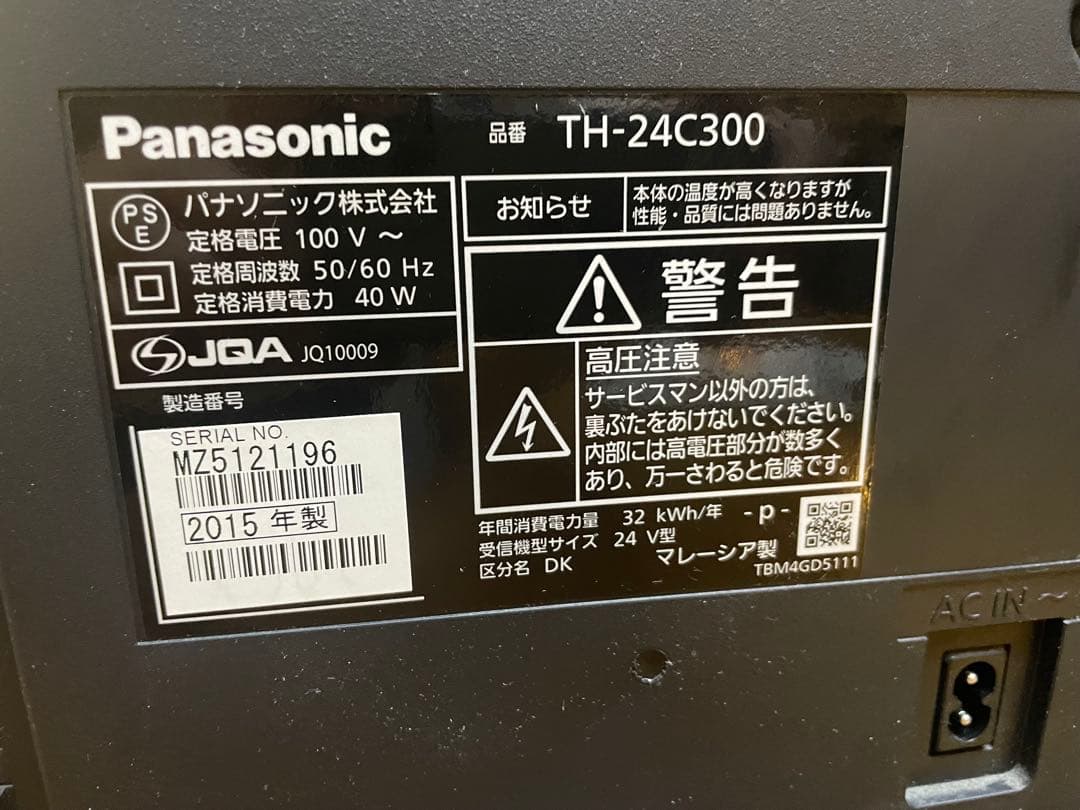 Panasonic
品番 TH-24C300
PS
E
パナソニック株式会社
定格電圧 100 V ～
定格周波数 50/60 Hz
定格消費電力 40 W
JQA JQ10009
製造番号
SERIAL NO.
MZ5121196
2015 年製
お知らせ
本体の温度が高くなりますが
性能・品質には問題ありません。
警告
高圧注意
サービスマン以外の方は、
裏ぶたをあけないでください。
内部には高電圧部分が数多く
あり、万一さわると危険です。
年間消費電力量 32 kWh/年 -p-
受信機型サイズ 24 V型
区分名 DK
マレーシア製
TBM4GD5111
AC IN ～